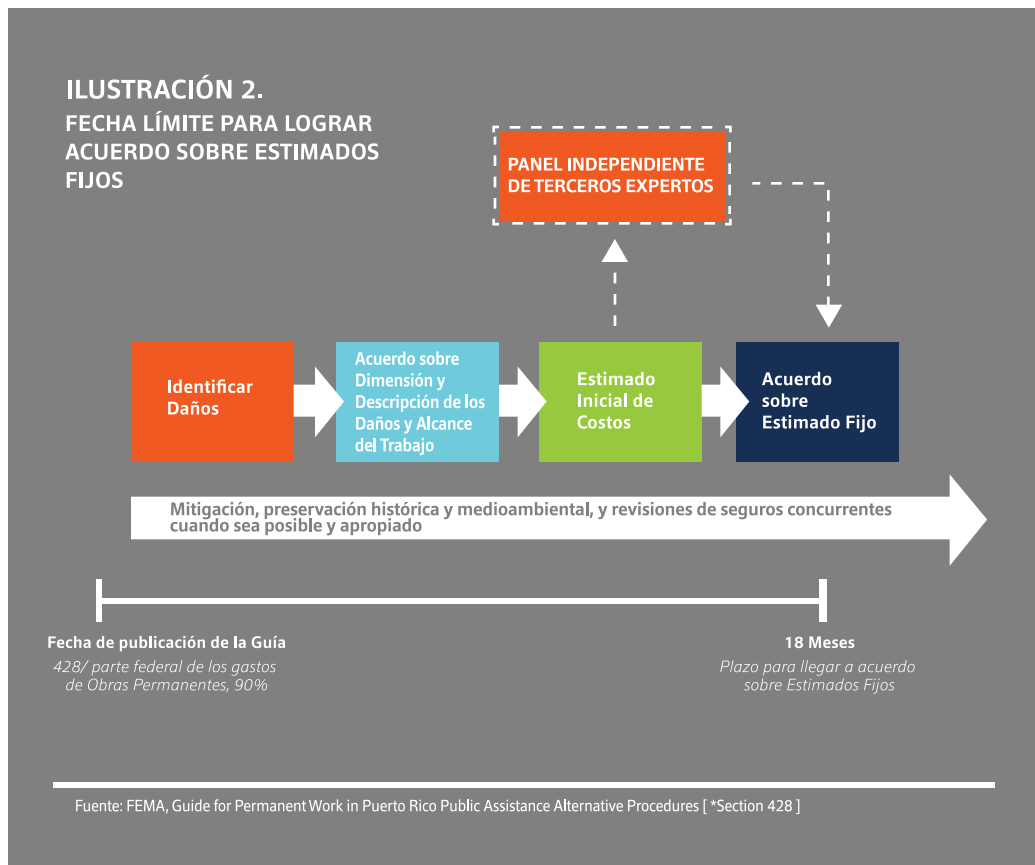 ILUSTRACIÓN 2.
FECHA LÍMITE PARA LOGRAR
ACUERDO SOBRE ESTIMADOS
FIJOS
PANEL INDEPENDIENTE
DE TERCEROS EXPERTOS
Identificar
Daños
Acuerdo sobre
Dimensión y
Descripción de los
Daños y Alcance
del Trabajo
Estimado
Inicial de
Costos
Acuerdo
sobre
Estimado Fijo
Mitigación, preservación histórica y medioambiental, y revisiones de seguros concurrentes
cuando sea posible y apropiado
Fecha de publicación de la Guía
428/ parte federal de los gastos
de Obras Permanentes, 90%
18 Meses
Plazo para llegar a acuerdo
sobre Estimados Fijos
Fuente: FEMA, Guide for Permanent Work in Puerto Rico Public Assistance Alternative Procedures [ *Section 428 ]